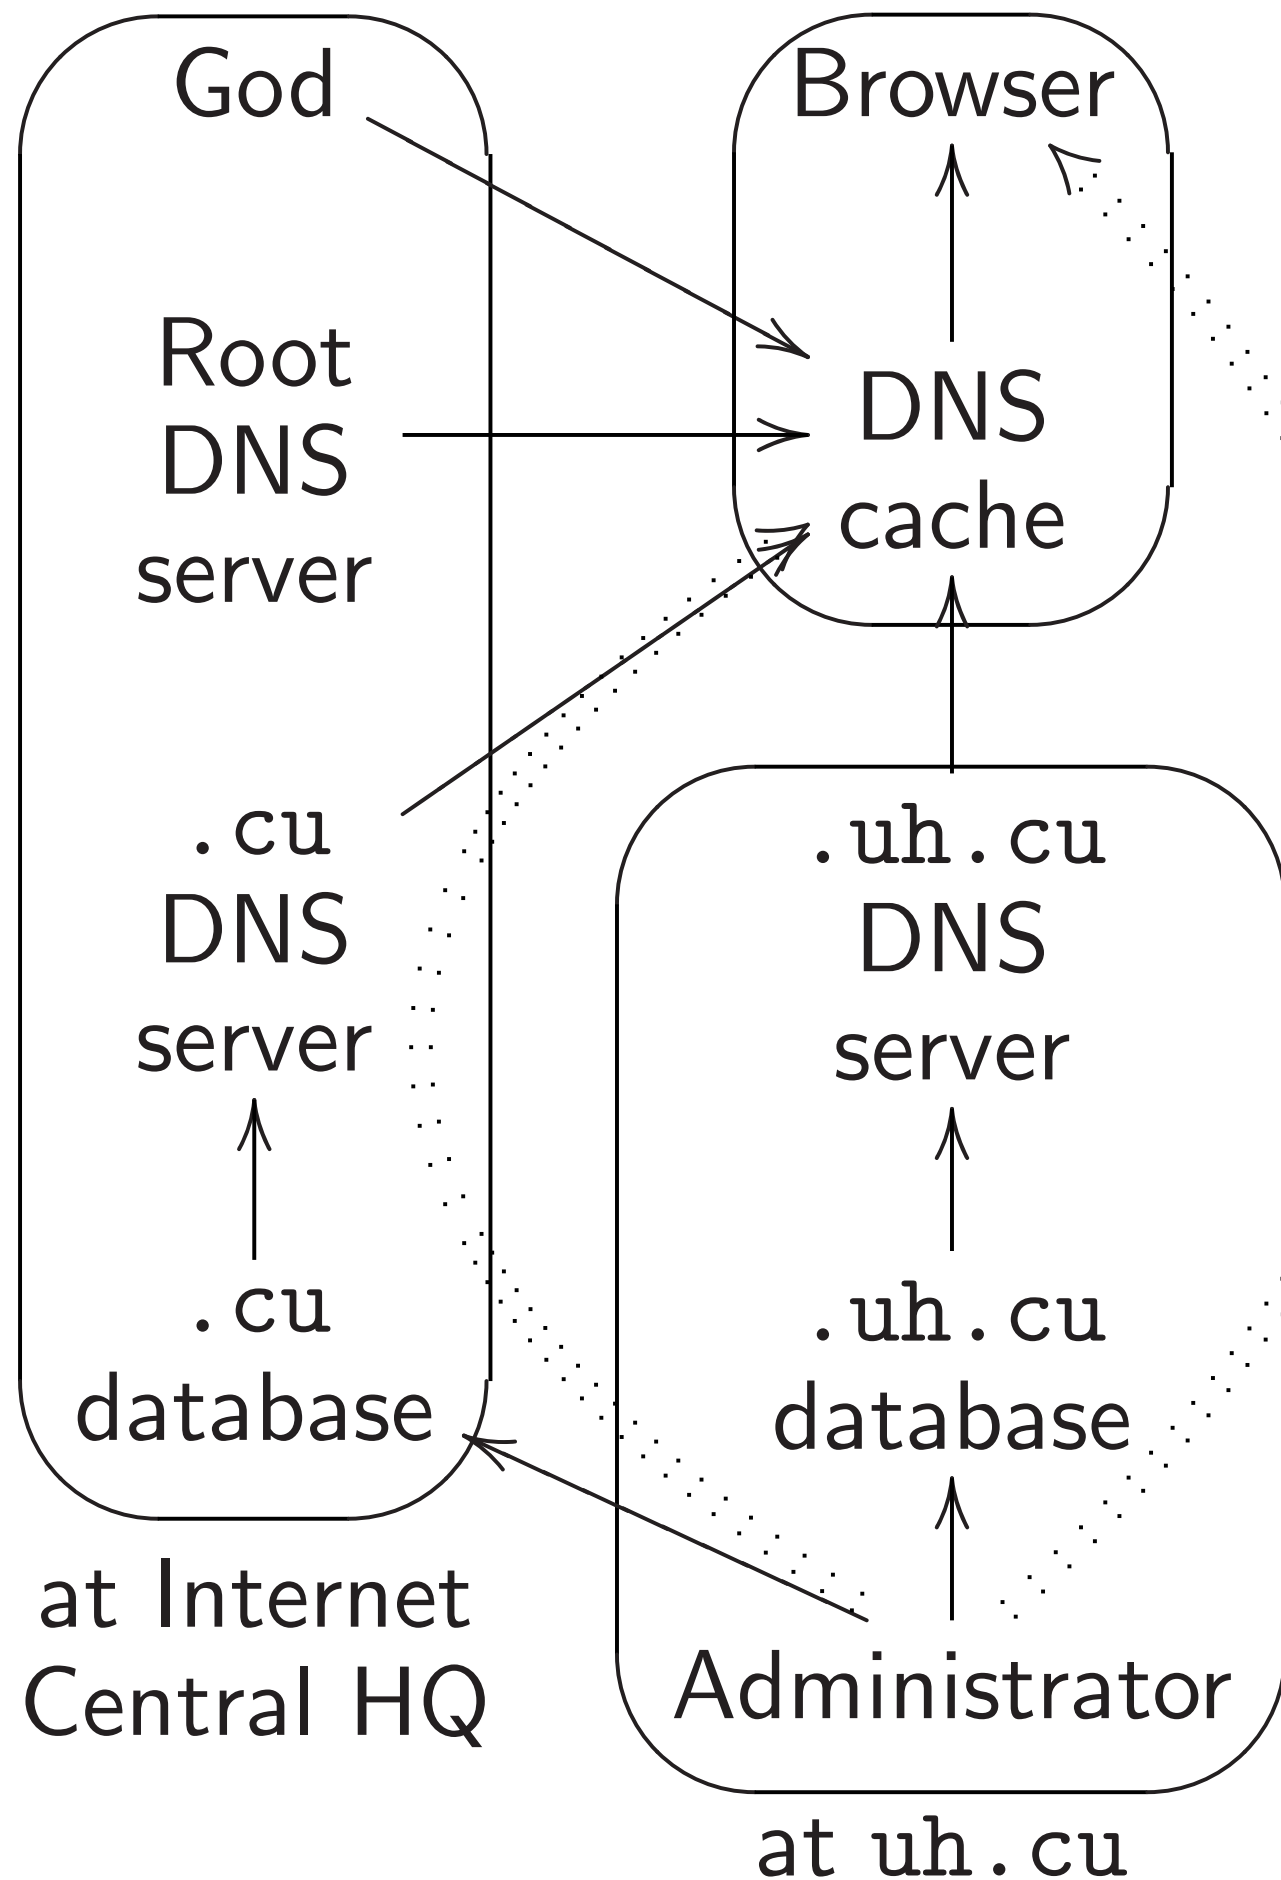 God
Root
DNS
server
.cu
DNS
server
.cu
database
at Internet
Central HQ
Browser
DNS
cache
.uh.cu
DNS
server
.uh.cu
database
Administrator
at uh.cu